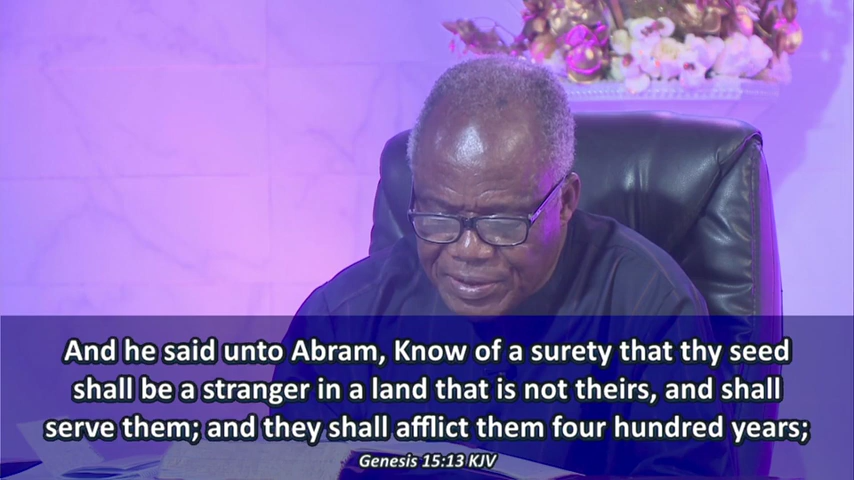 And he said unto Abram, Know of a surety that thy seed
shall be a stranger in a land that is not theirs, and shall
serve them; and they shall afflict them four hundred years;
Genesis 15:13 KJV